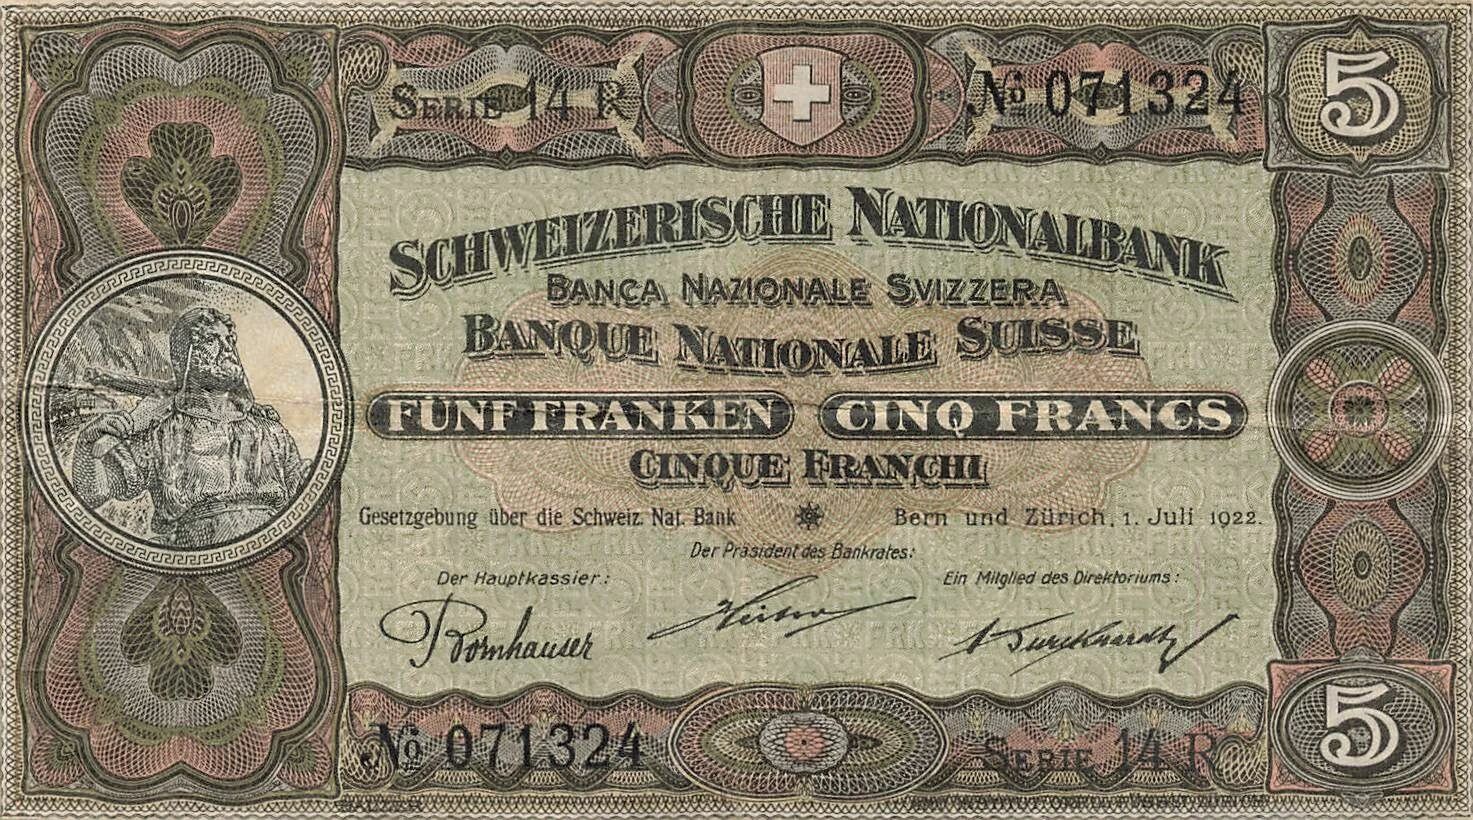 SERIE 14 R
№ 071324
5
SCHWEIZERISCHE NATIONALBANK
BANCA NAZIONALE SVIZZERA
BANQUE NATIONALE SUISSE
FÜNF FRANKEN
CINQ FRANCS
CINQUE FRANCHI
Gesetzgebung über die Schweiz. Nat. Bank
Bern und Zürich, 1. Juli 1922.
Der Präsident des Bankrates:
Der Hauptkassier:
Ein Mitglied des Direktoriums:
Bornhauser
Burckhardt
№ 071324
SERIE 14 R
5